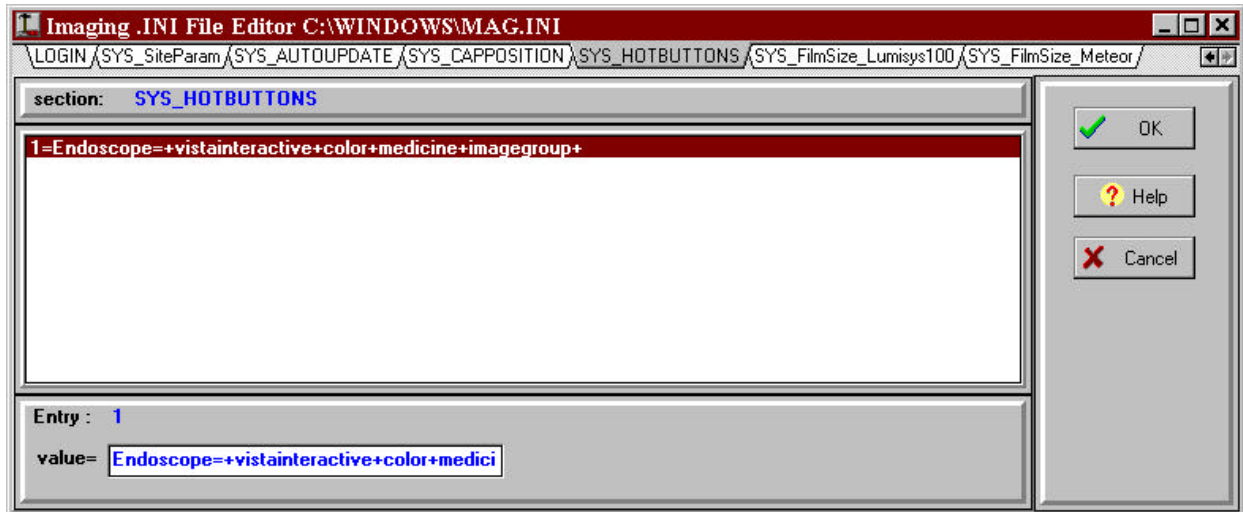 Imaging .INI File Editor C:\WINDOWS\MAG.INI
LOGIN SYS_SiteParam SYS_AUTOUPDATE SYS_CAPPOSITION SYS_HOTBUTTONS SYS_FilmSize_Lumisys100 SYS_FilmSize_Meteor
section: SYS_HOTBUTTONS
1=Endoscope=+vistainteractive+color+medicine+imagegroup+
OK
Help
Cancel
Entry : 1
value= Endoscope=+vistainteractive+color+medici